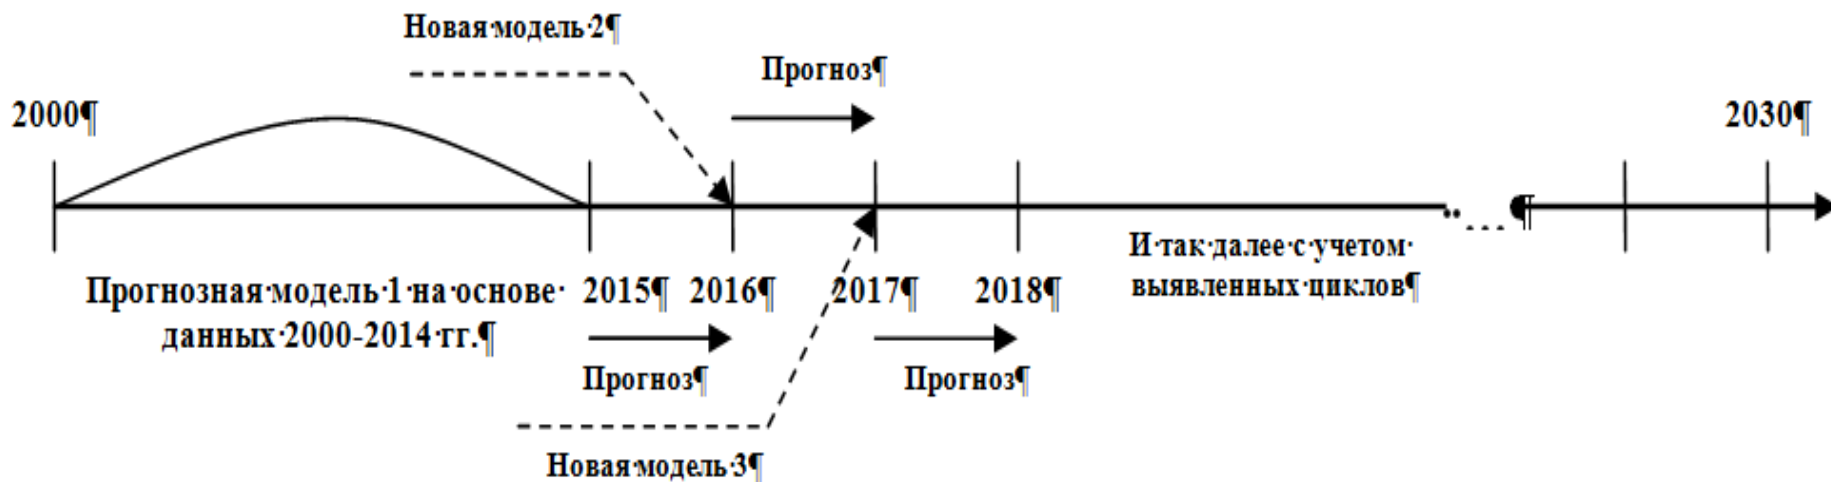 Новая·модель·2¶
Прогноз¶
2000¶
2030¶
И·так·далее·с·учетом·
выявленных·циклов¶
Прогнозная·модель·1·на·основе·
данных·2000-2014·гг.¶
2015¶
2016¶
2017¶
2018¶
Прогноз¶
Прогноз¶
Новая·модель·3¶